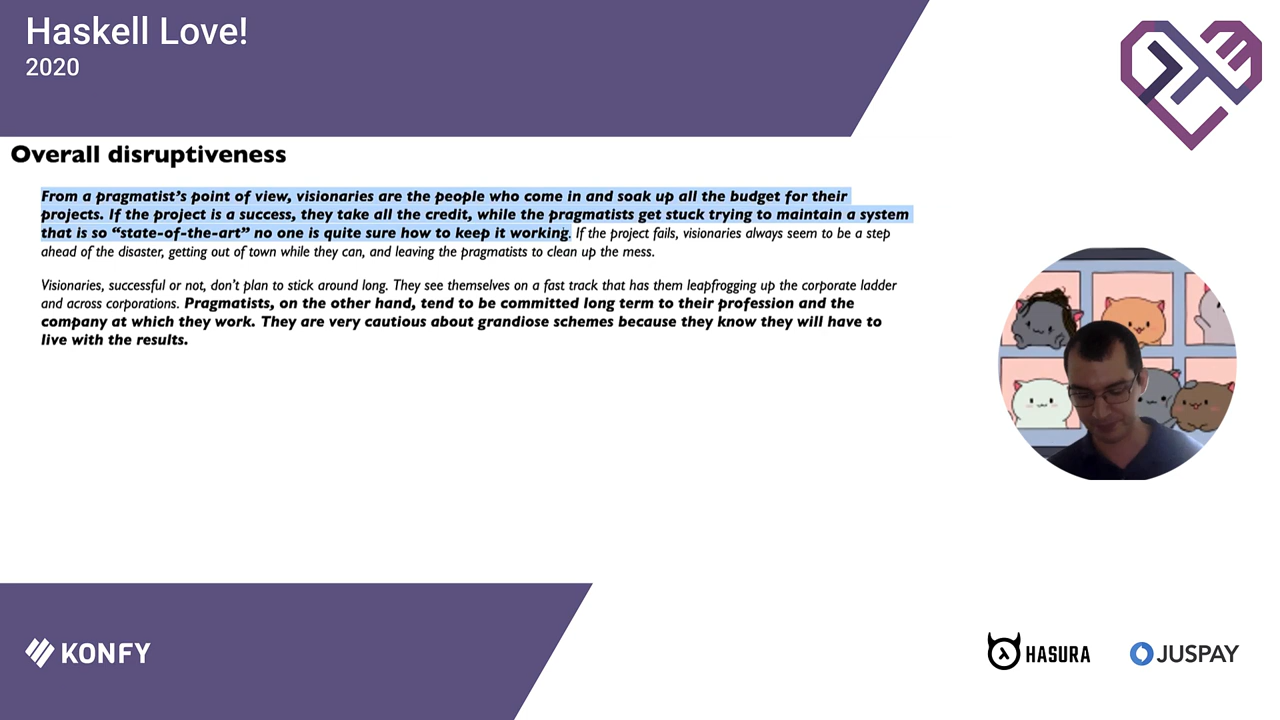 Haskell Love!
2020
Overall disruptiveness
From a pragmatist’s point of view, visionaries are the people who come in and soak up all the budget for their
projects. If the project is a success, they take all the credit, while the pragmatists get stuck trying to maintain a system
that is so “state-of-the-art” no one is quite sure how to keep it working. If the project fails, visionaries always seem to be a step
ahead of the disaster, getting out of town while they can, and leaving the pragmatists to clean up the mess.
Visionaries, successful or not, don’t plan to stick around long. They see themselves on a fast track that has them leapfrogging up the corporate ladder
and across corporations. Pragmatists, on the other hand, tend to be committed long term to their profession and the
company at which they work. They are very cautious about grandiose schemes because they know they will have to
live with the results.
KONFY
HASURA
JUSPAY